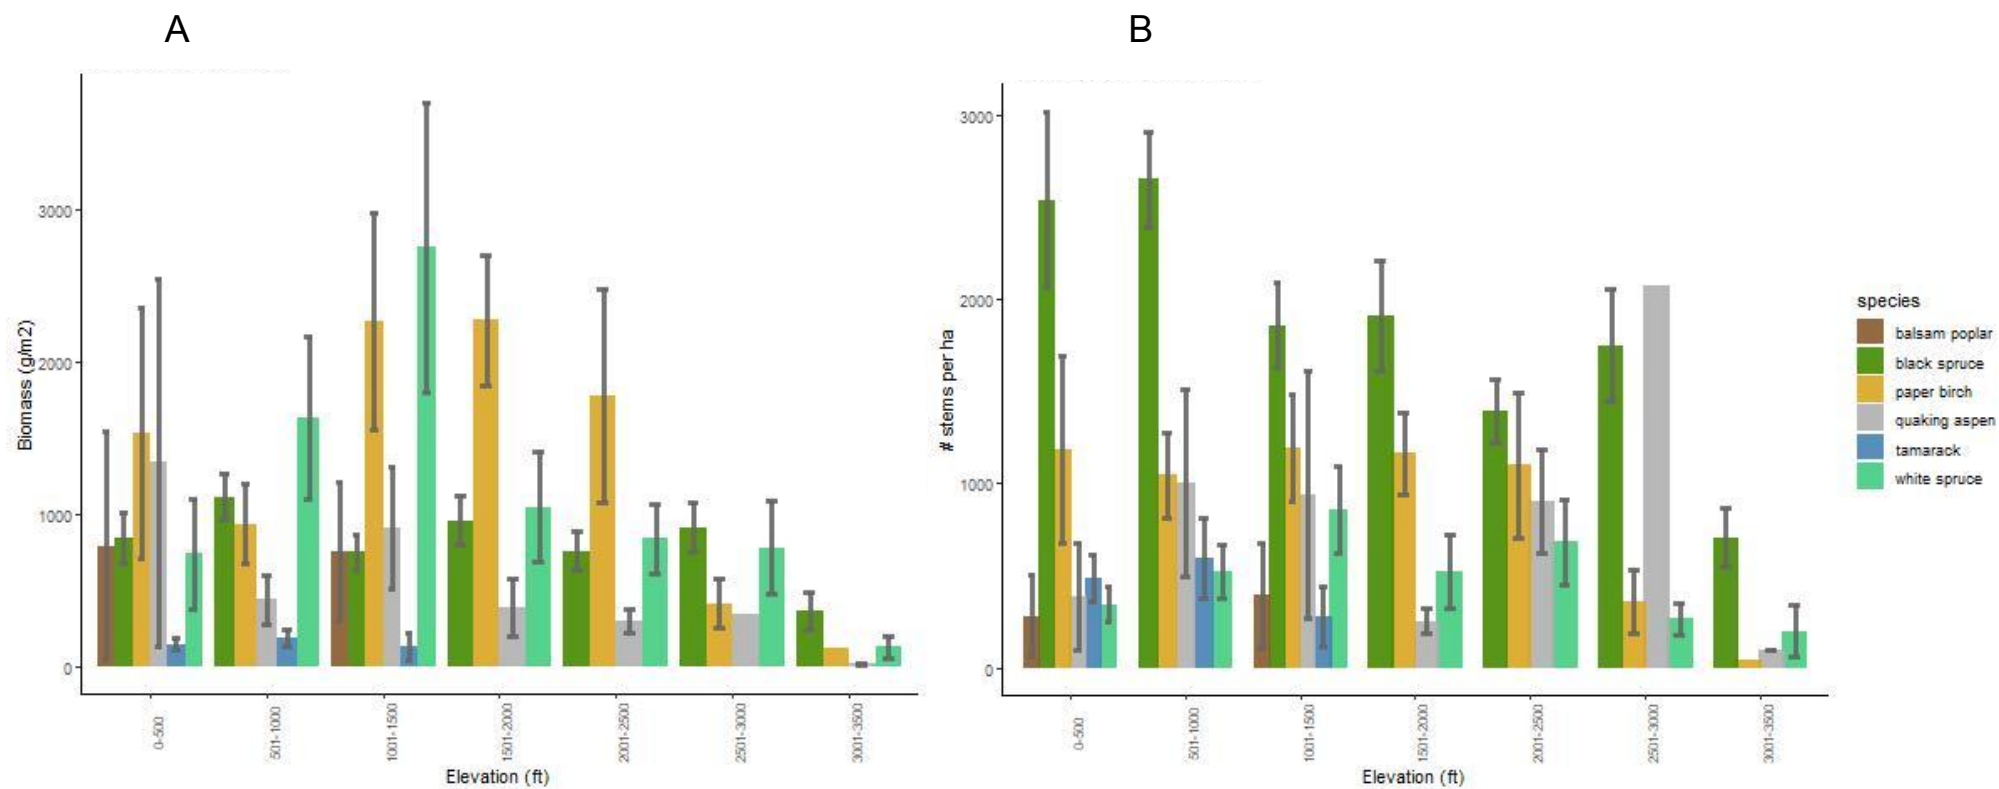 A
B
3000
2000
1000
0
Biomass (g/m2)
0-500
501-1000
1001-1500
1501-2000
2001-2500
2501-3000
3001-3500
Elevation (ft)
3000
2000
1000
0
# stems per ha
0-500
501-1000
1001-1500
1501-2000
2001-2500
2501-3000
3001-3500
Elevation (ft)
species
balsam poplar
black spruce
paper birch
quaking aspen
tamarack
white spruce